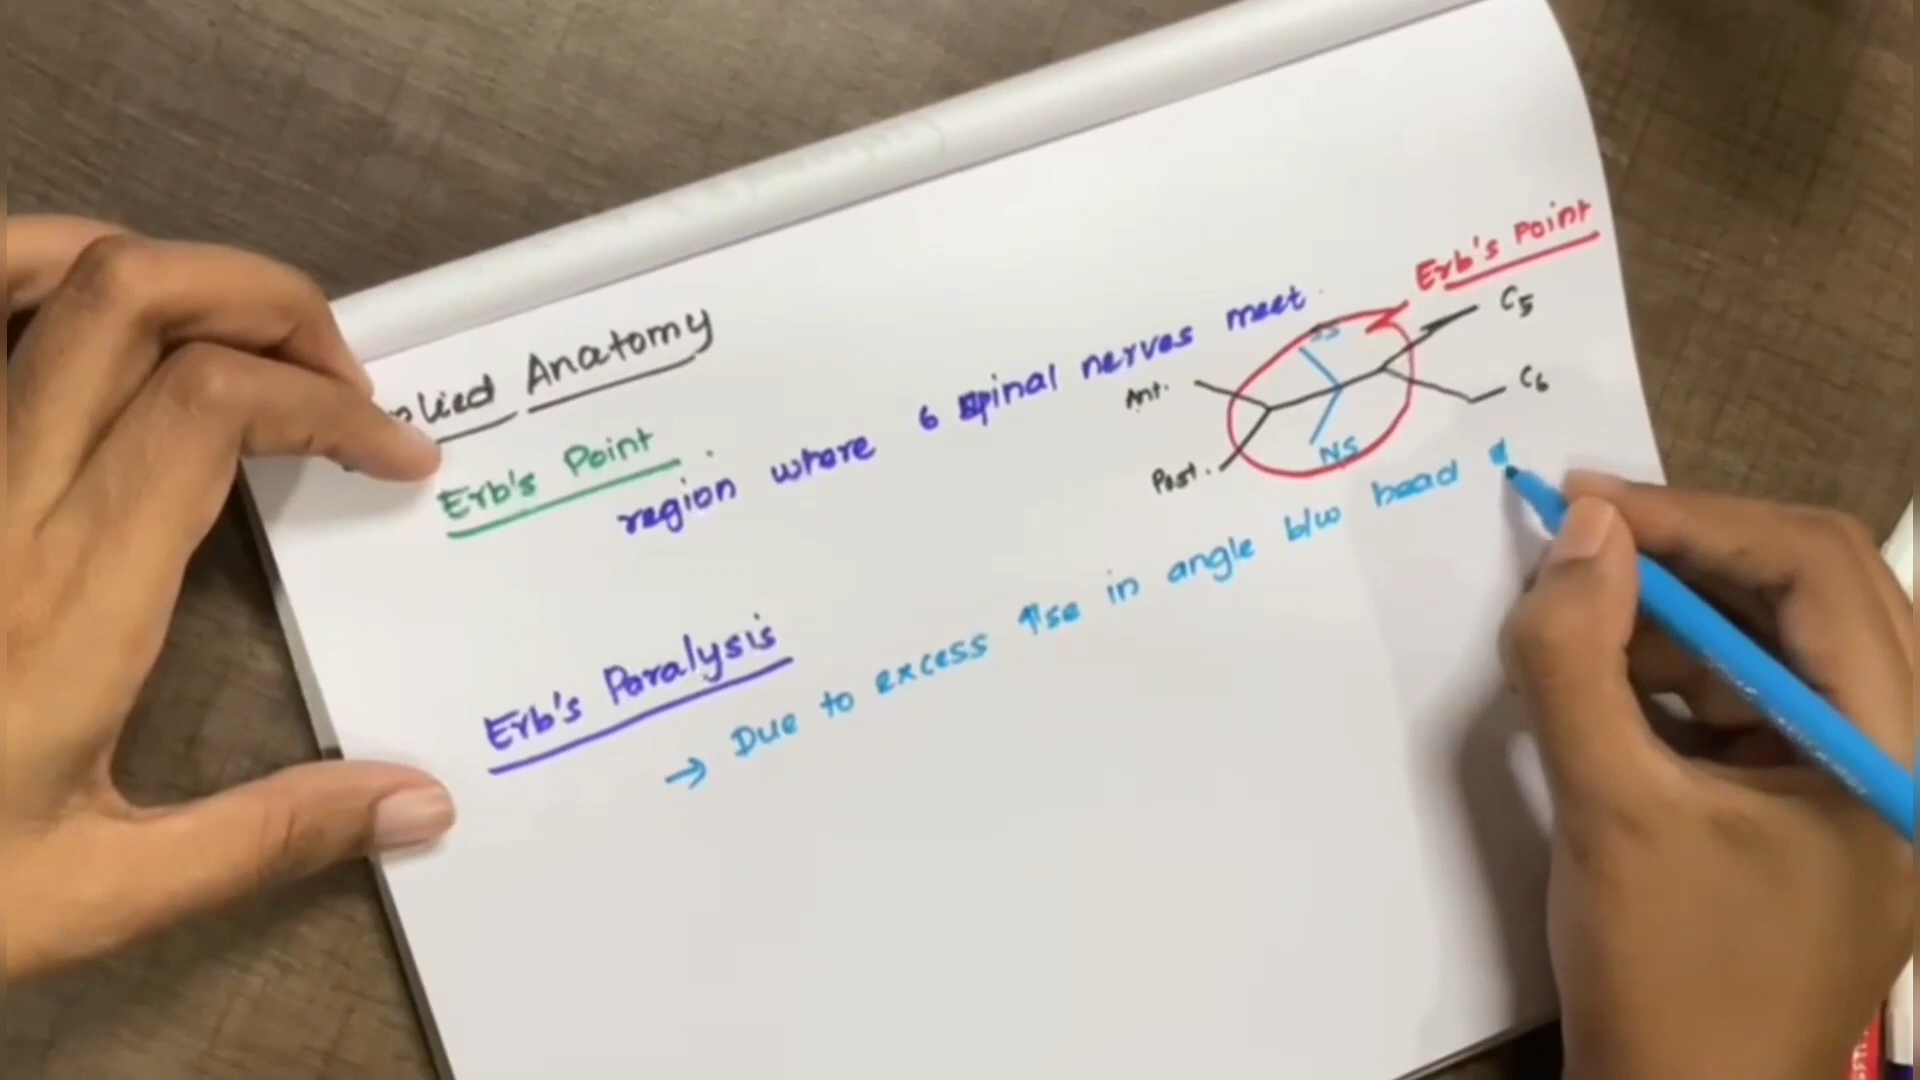 plied Anatomy
Erb's Point
region where 6 spinal nerves meet
Erb's Point
C5
C6
Ant.
Post.
NS
Erb's Paralysis
→ Due to excess ↑se in angle b/w head